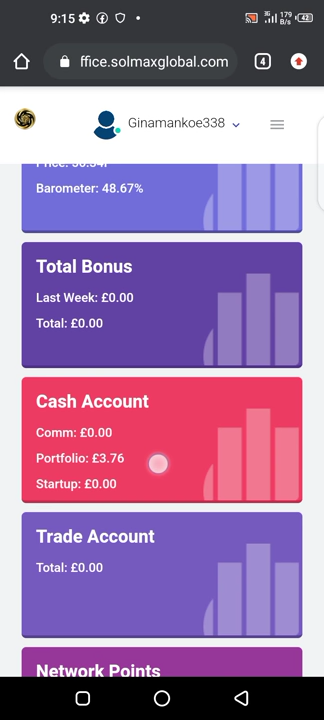 9:15
179
B/s
43
ffice.solmaxglobal.com
4
Ginamankoe338
Barometer: 48.67%
Total Bonus
Last Week: £0.00
Total: £0.00
Cash Account
Comm: £0.00
Portfolio: £3.76
Startup: £0.00
Trade Account
Total: £0.00
Network Points